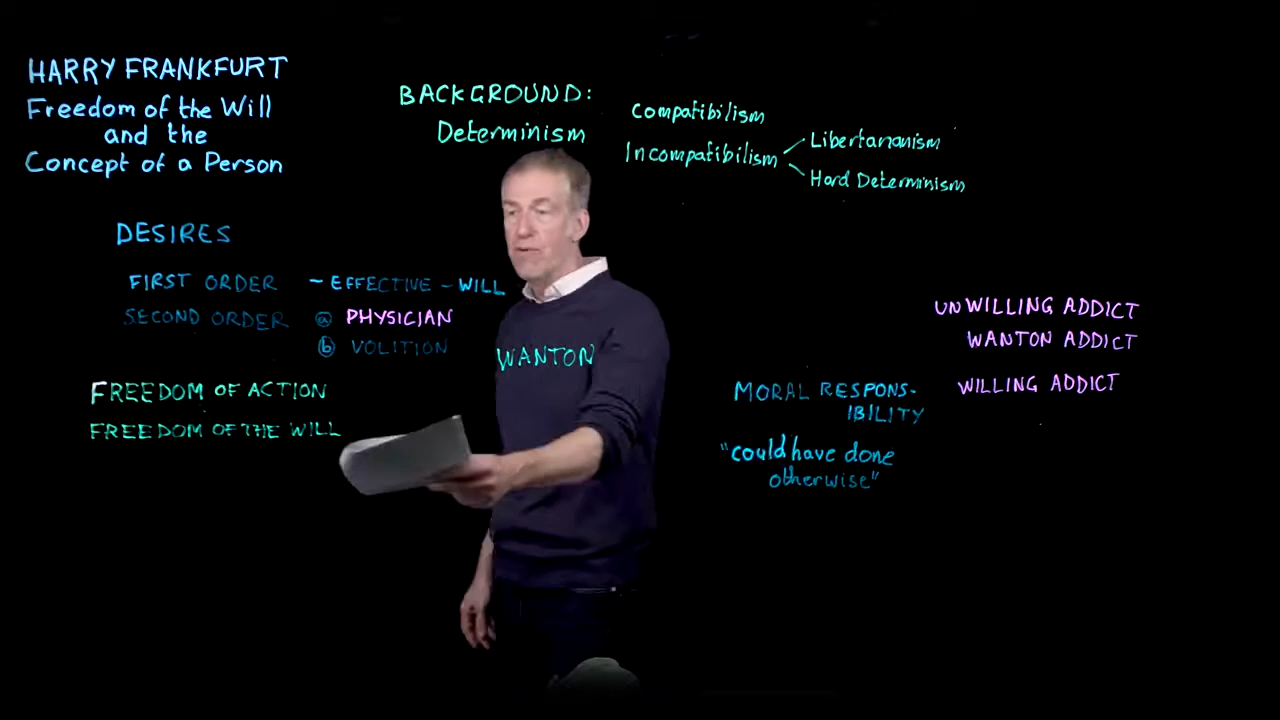 HARRY FRANKFURT
Freedom of the Will
and the
Concept of a Person
BACKGROUND:
Determinism
Compatibilism
Incompatibilism
Libertarianism
Hard Determinism
DESIRES
FIRST ORDER - EFFECTIVE - WILL
SECOND ORDER ⓐ PHYSICIAN
ⓑ VOLITION
WANTON
FREEDOM OF ACTION
FREEDOM OF THE WILL
MORAL RESPONS-
IBILITY
"could have done
otherwise"
UNWILLING ADDICT
WANTON ADDICT
WILLING ADDICT